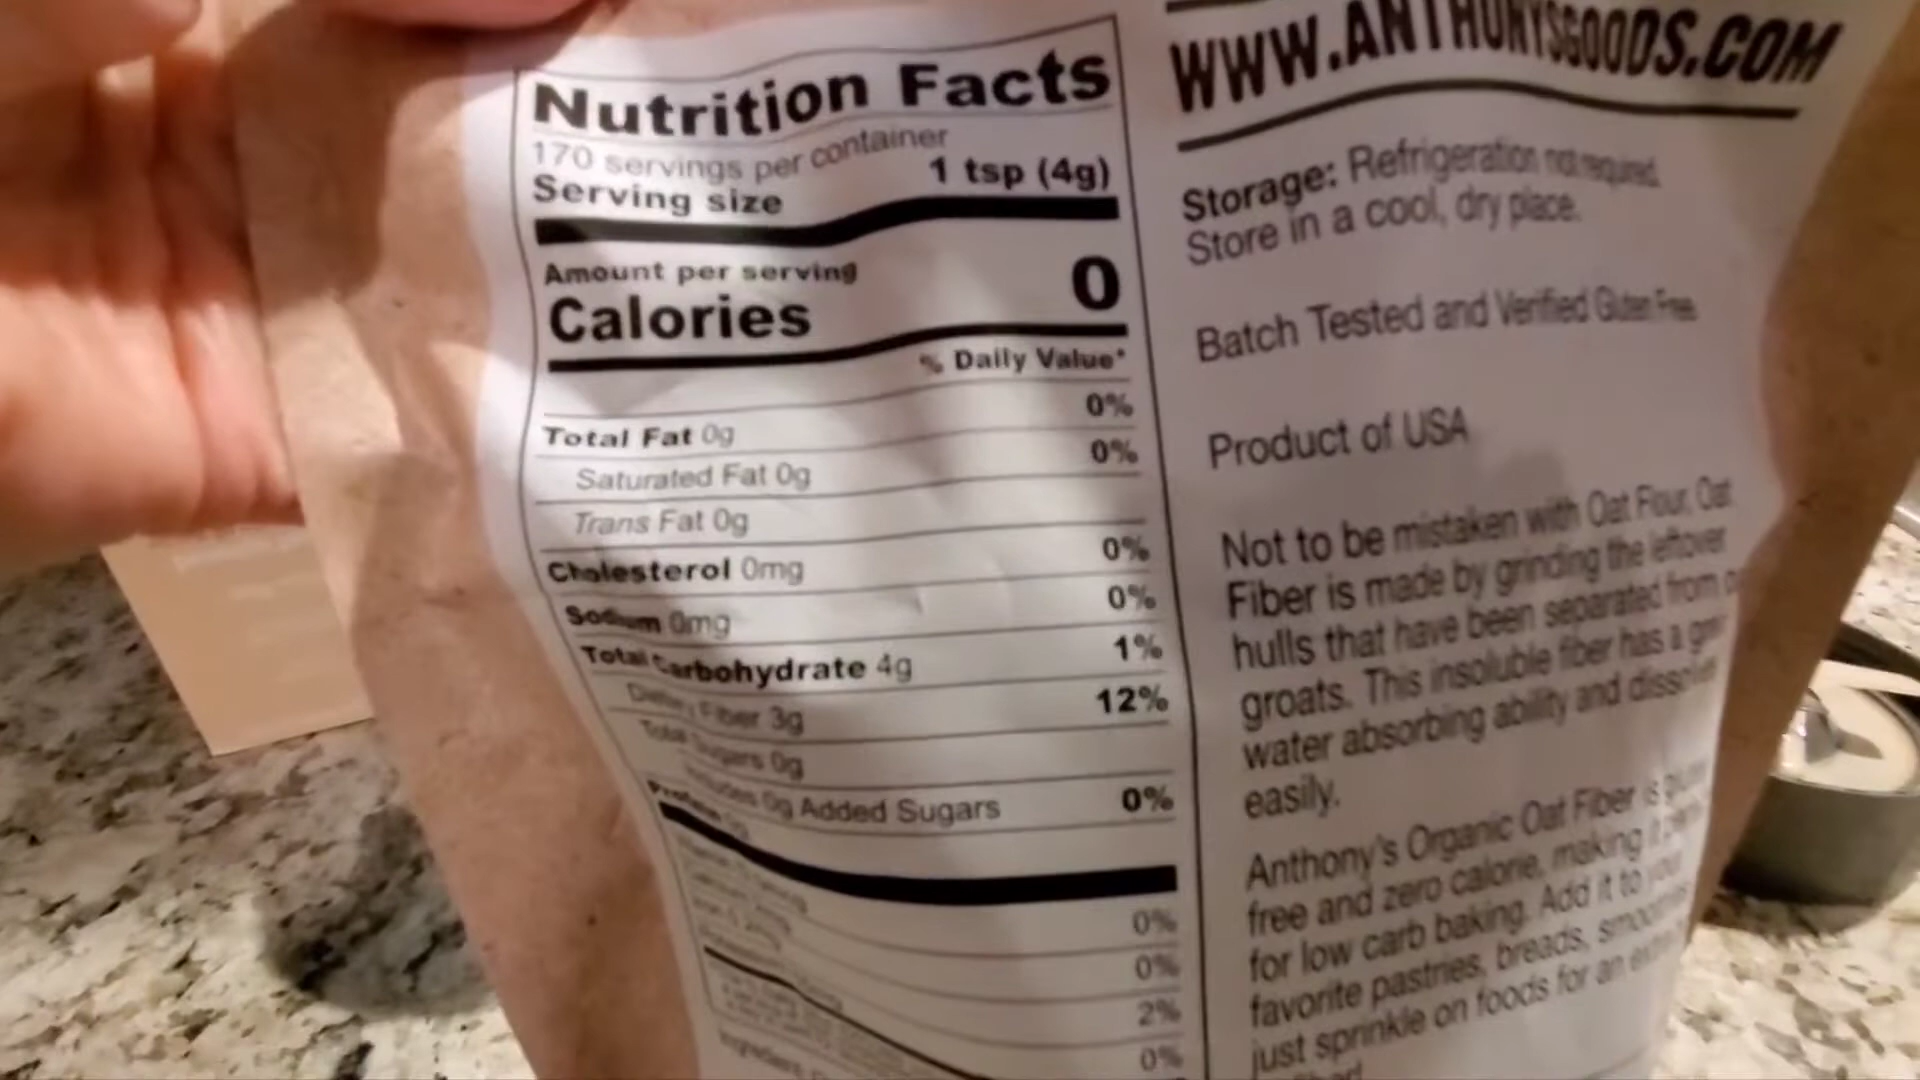 Nutrition Facts
170 servings per container
Serving size 1 tsp (4g)
Amount per serving
Calories 0
% Daily Value*
Total Fat 0g 0%
Saturated Fat 0g 0%
Trans Fat 0g
Cholesterol 0mg 0%
Sodium 0mg 0%
Total Carbohydrate 4g 1%
Dietary Fiber 3g 12%
Total Sugars 0g
Includes 0g Added Sugars 0%
Protein 0g
0%
0%
2%
0%
WWW.ANTHONYSGOODS.COM
Storage: Refrigeration not required.
Store in a cool, dry place.
Batch Tested and Verified Gluten Free
Product of USA
Not to be mistaken with Oat Flour, Oat
Fiber is made by grinding the leftover
hulls that have been separated from
groats. This insoluble fiber has a
water absorbing ability and
easily.
Anthony's Organic Oat Fiber is
free and zero calorie, making it
for low carb baking. Add it to your
favorite pastries, breads,
just sprinkle on foods for an